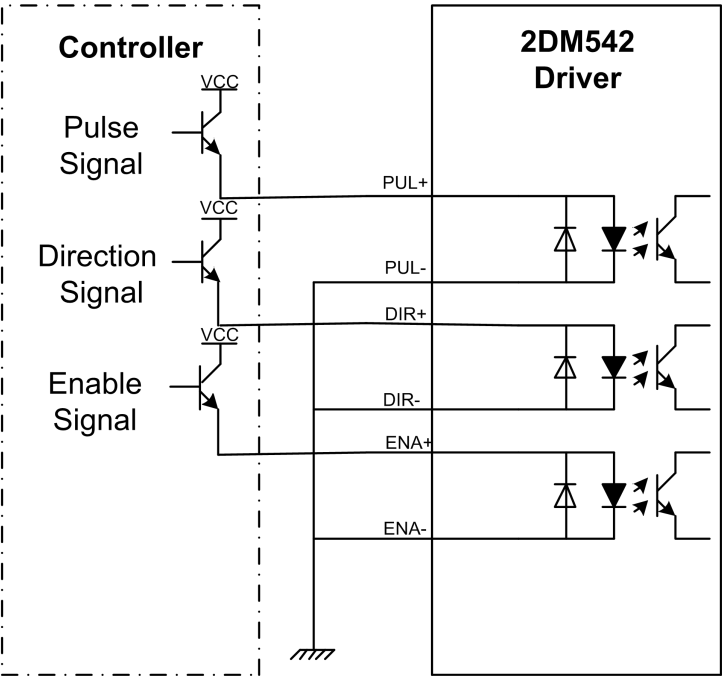 Controller
VCC
Pulse
Signal
VCC
Direction
Signal
VCC
Enable
Signal
2DM542
Driver
PUL+
PUL-
DIR+
DIR-
ENA+
ENA-